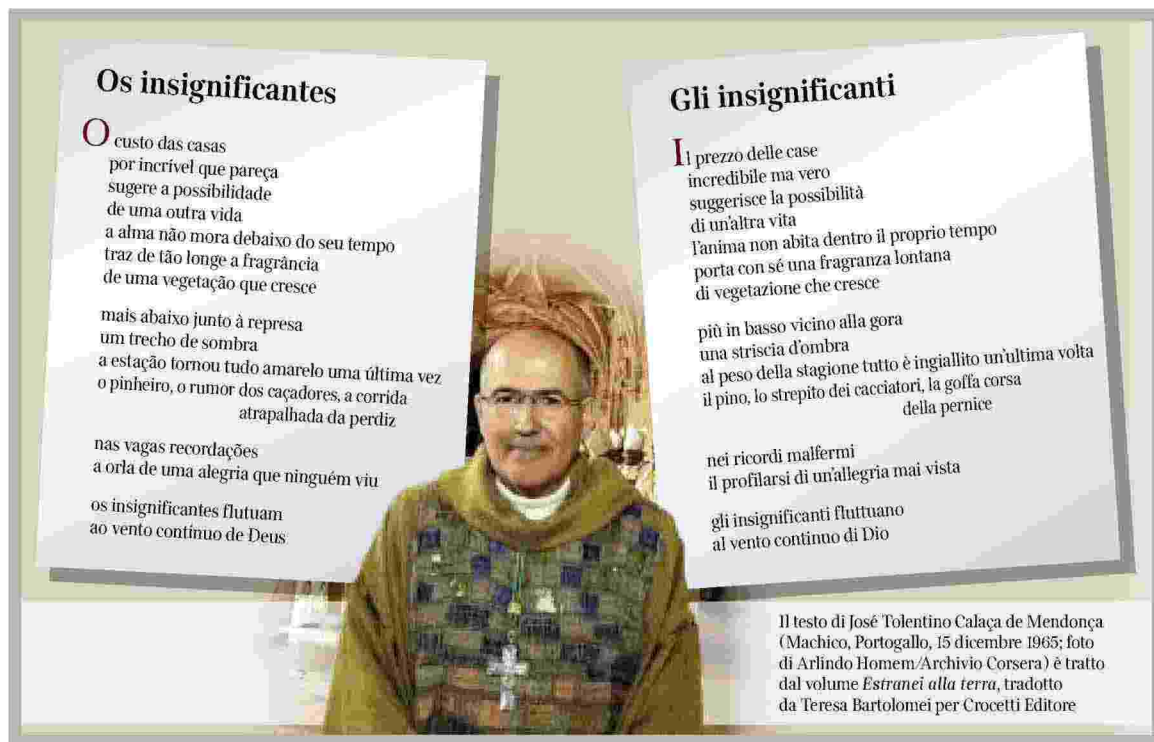 Os insignificantes
O custo das casas
por incrível que pareça
sugere a possibilidade
de uma outra vida
a alma não mora debaixo do seu tempo
traz de tão longe a fragrância
de uma vegetação que cresce
mais abaixo junto à represa
um trecho de sombra
a estação tornou tudo amarelo uma última vez
o pinheiro, o rumor dos caçadores, a corrida
atrapalhada da perdiz
nas vagas recordações
a orla de uma alegria que ninguém viu
os insignificantes flutuam
ao vento contínuo de Deus
Gli insignificanti
Il prezzo delle case
incredibile ma vero
suggerisce la possibilità
di un'altra vita
l'anima non abita dentro il proprio tempo
porta con sé una fragranza lontana
di vegetazione che cresce
più in basso vicino alla gora
una striscia d'ombra
al peso della stagione tutto è ingiallito un'ultima volta
il pino, lo strepito dei cacciatori, la goffa corsa
della pernice
nei ricordi malfermi
il profilarsi di un'allegria mai vista
gli insignificanti fluttuano
al vento continuo di Dio
Il testo di José Tolentino Calaça de Mendonça
(Machico, Portogallo, 15 dicembre 1965; foto
di Arlindo Homem/Archivio Corsera) è tratto
dal volume Estranei alla terra, tradotto
da Teresa Bartolomei per Crocetti Editore